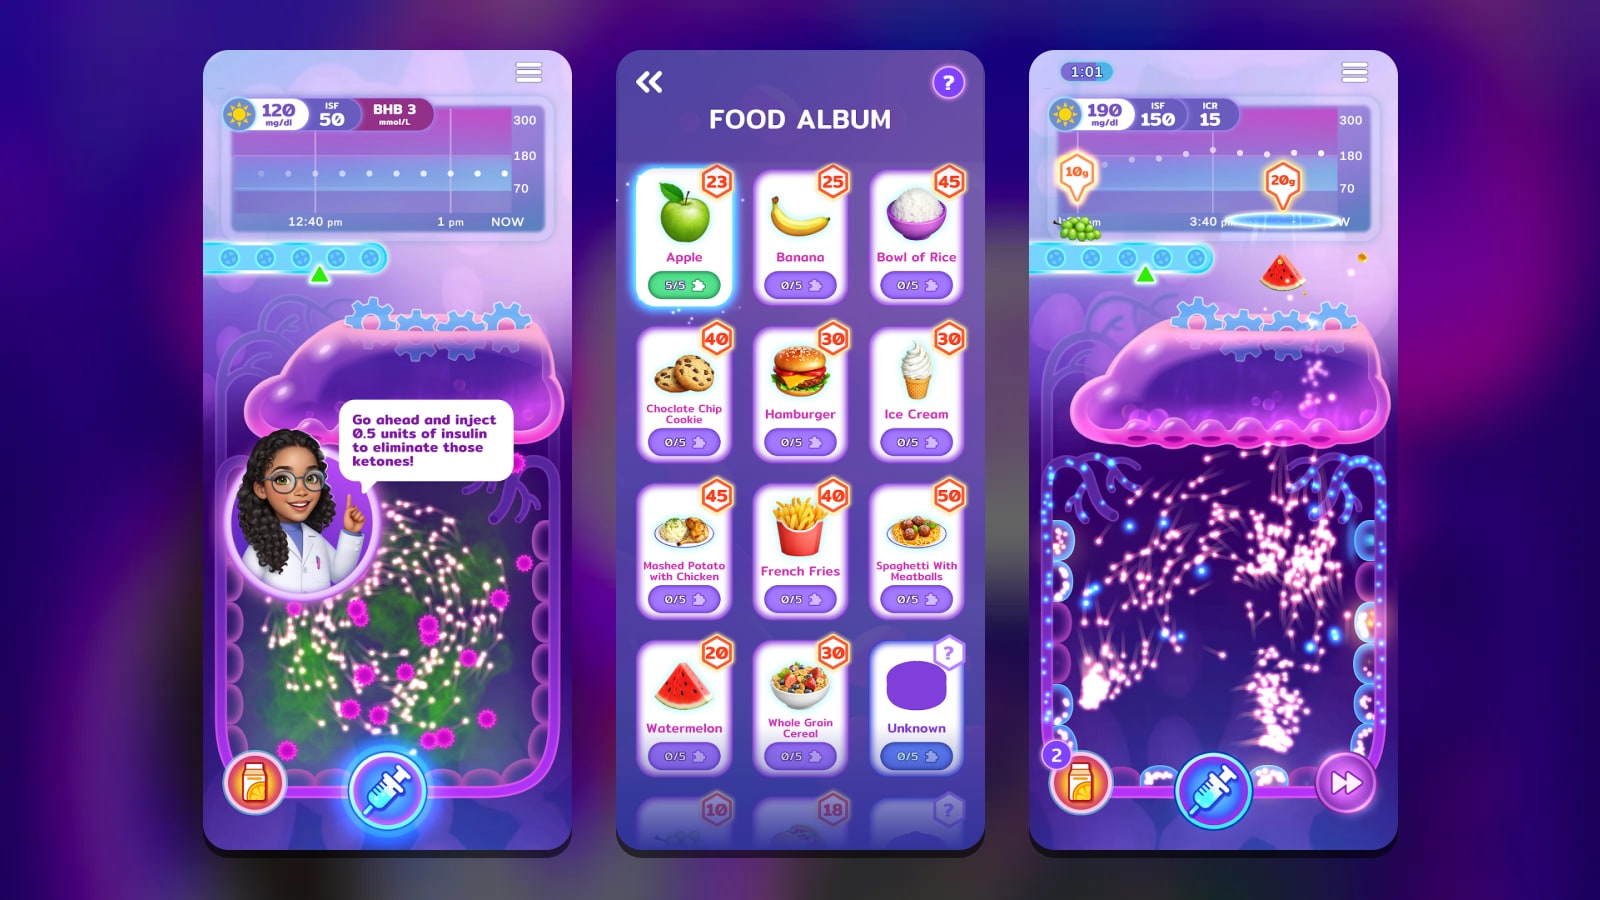 120
mg/dl
ISF
50
BHB 3
mmol/L
300
180
70
12:40 pm
1 pm
NOW
Go ahead and inject
0.5 units of insulin
to eliminate those
ketones!
FOOD ALBUM
?
23
Apple
5/5
25
Banana
0/5
45
Bowl of Rice
0/5
40
Choclate Chip
Cookie
0/5
30
Hamburger
0/5
30
Ice Cream
0/5
45
Mashed Potato
with Chicken
0/5
40
French Fries
0/5
50
Spaghetti With
Meatballs
0/5
20
Watermelon
0/5
30
Whole Grain
Cereal
0/5
?
Unknown
0/5
10
18
?
1:01
190
mg/dl
ISF
150
ICR
15
300
180
70
10g
20g
3:40
2